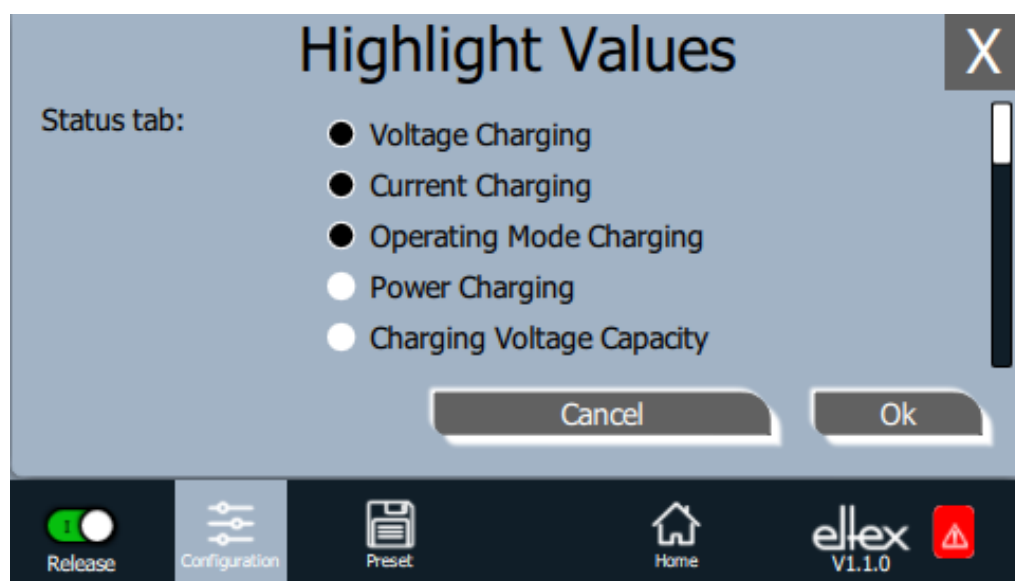 Highlight Values
X
Status tab:
Voltage Charging
Current Charging
Operating Mode Charging
Power Charging
Charging Voltage Capacity
Cancel
Ok
I
Release
Configuration
Preset
Home
eltex
V1.1.0